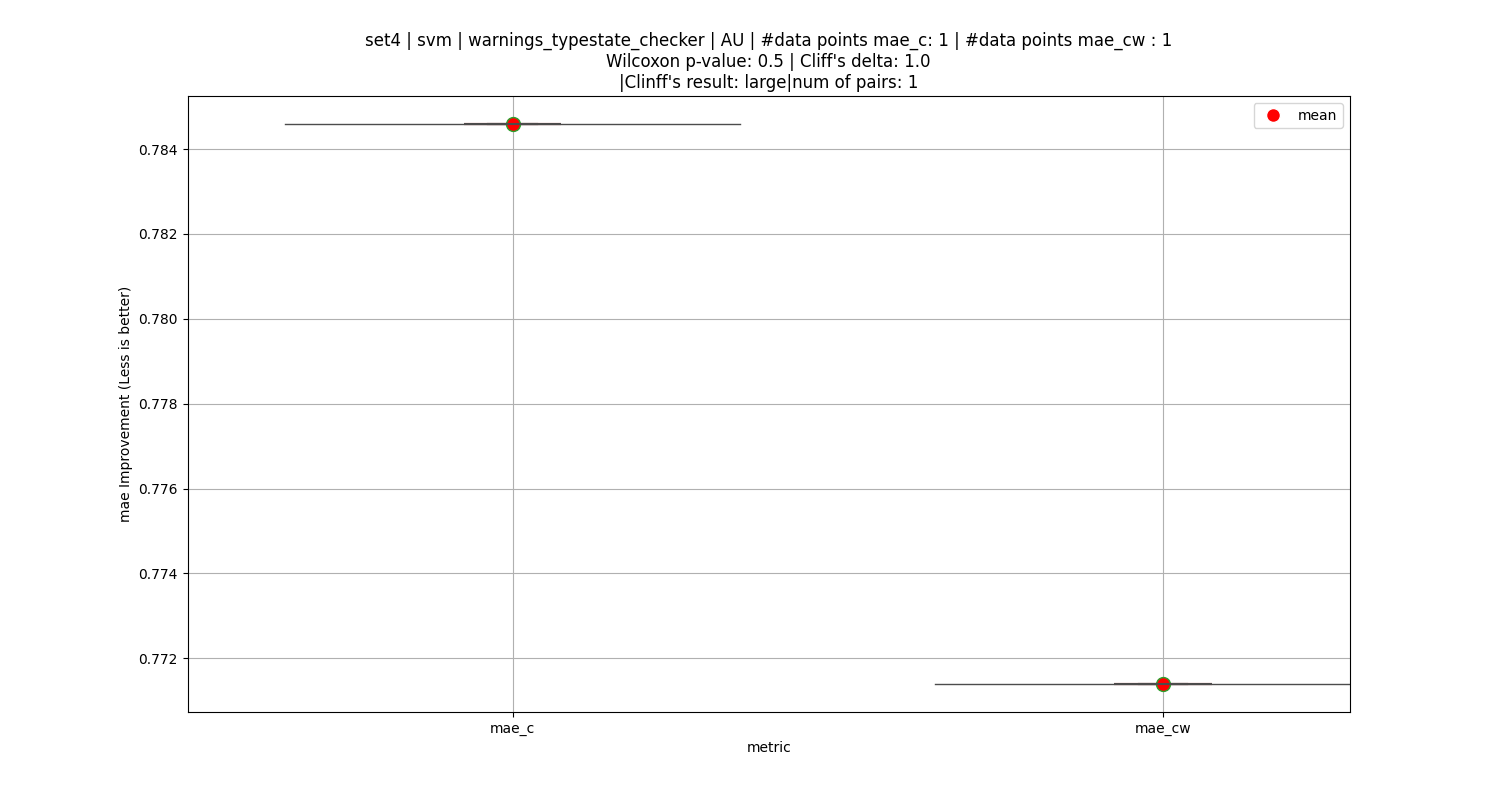 set4 | svm | warnings_typestate_checker | AU | #data points mae_c: 1 | #data points mae_cw : 1
Wilcoxon p-value: 0.5 | Cliff's delta: 1.0
|Clinff's result: large|num of pairs: 1
mean
mae Improvement (Less is better)
0.784
0.782
0.780
0.778
0.776
0.774
0.772
mae_c
mae_cw
metric